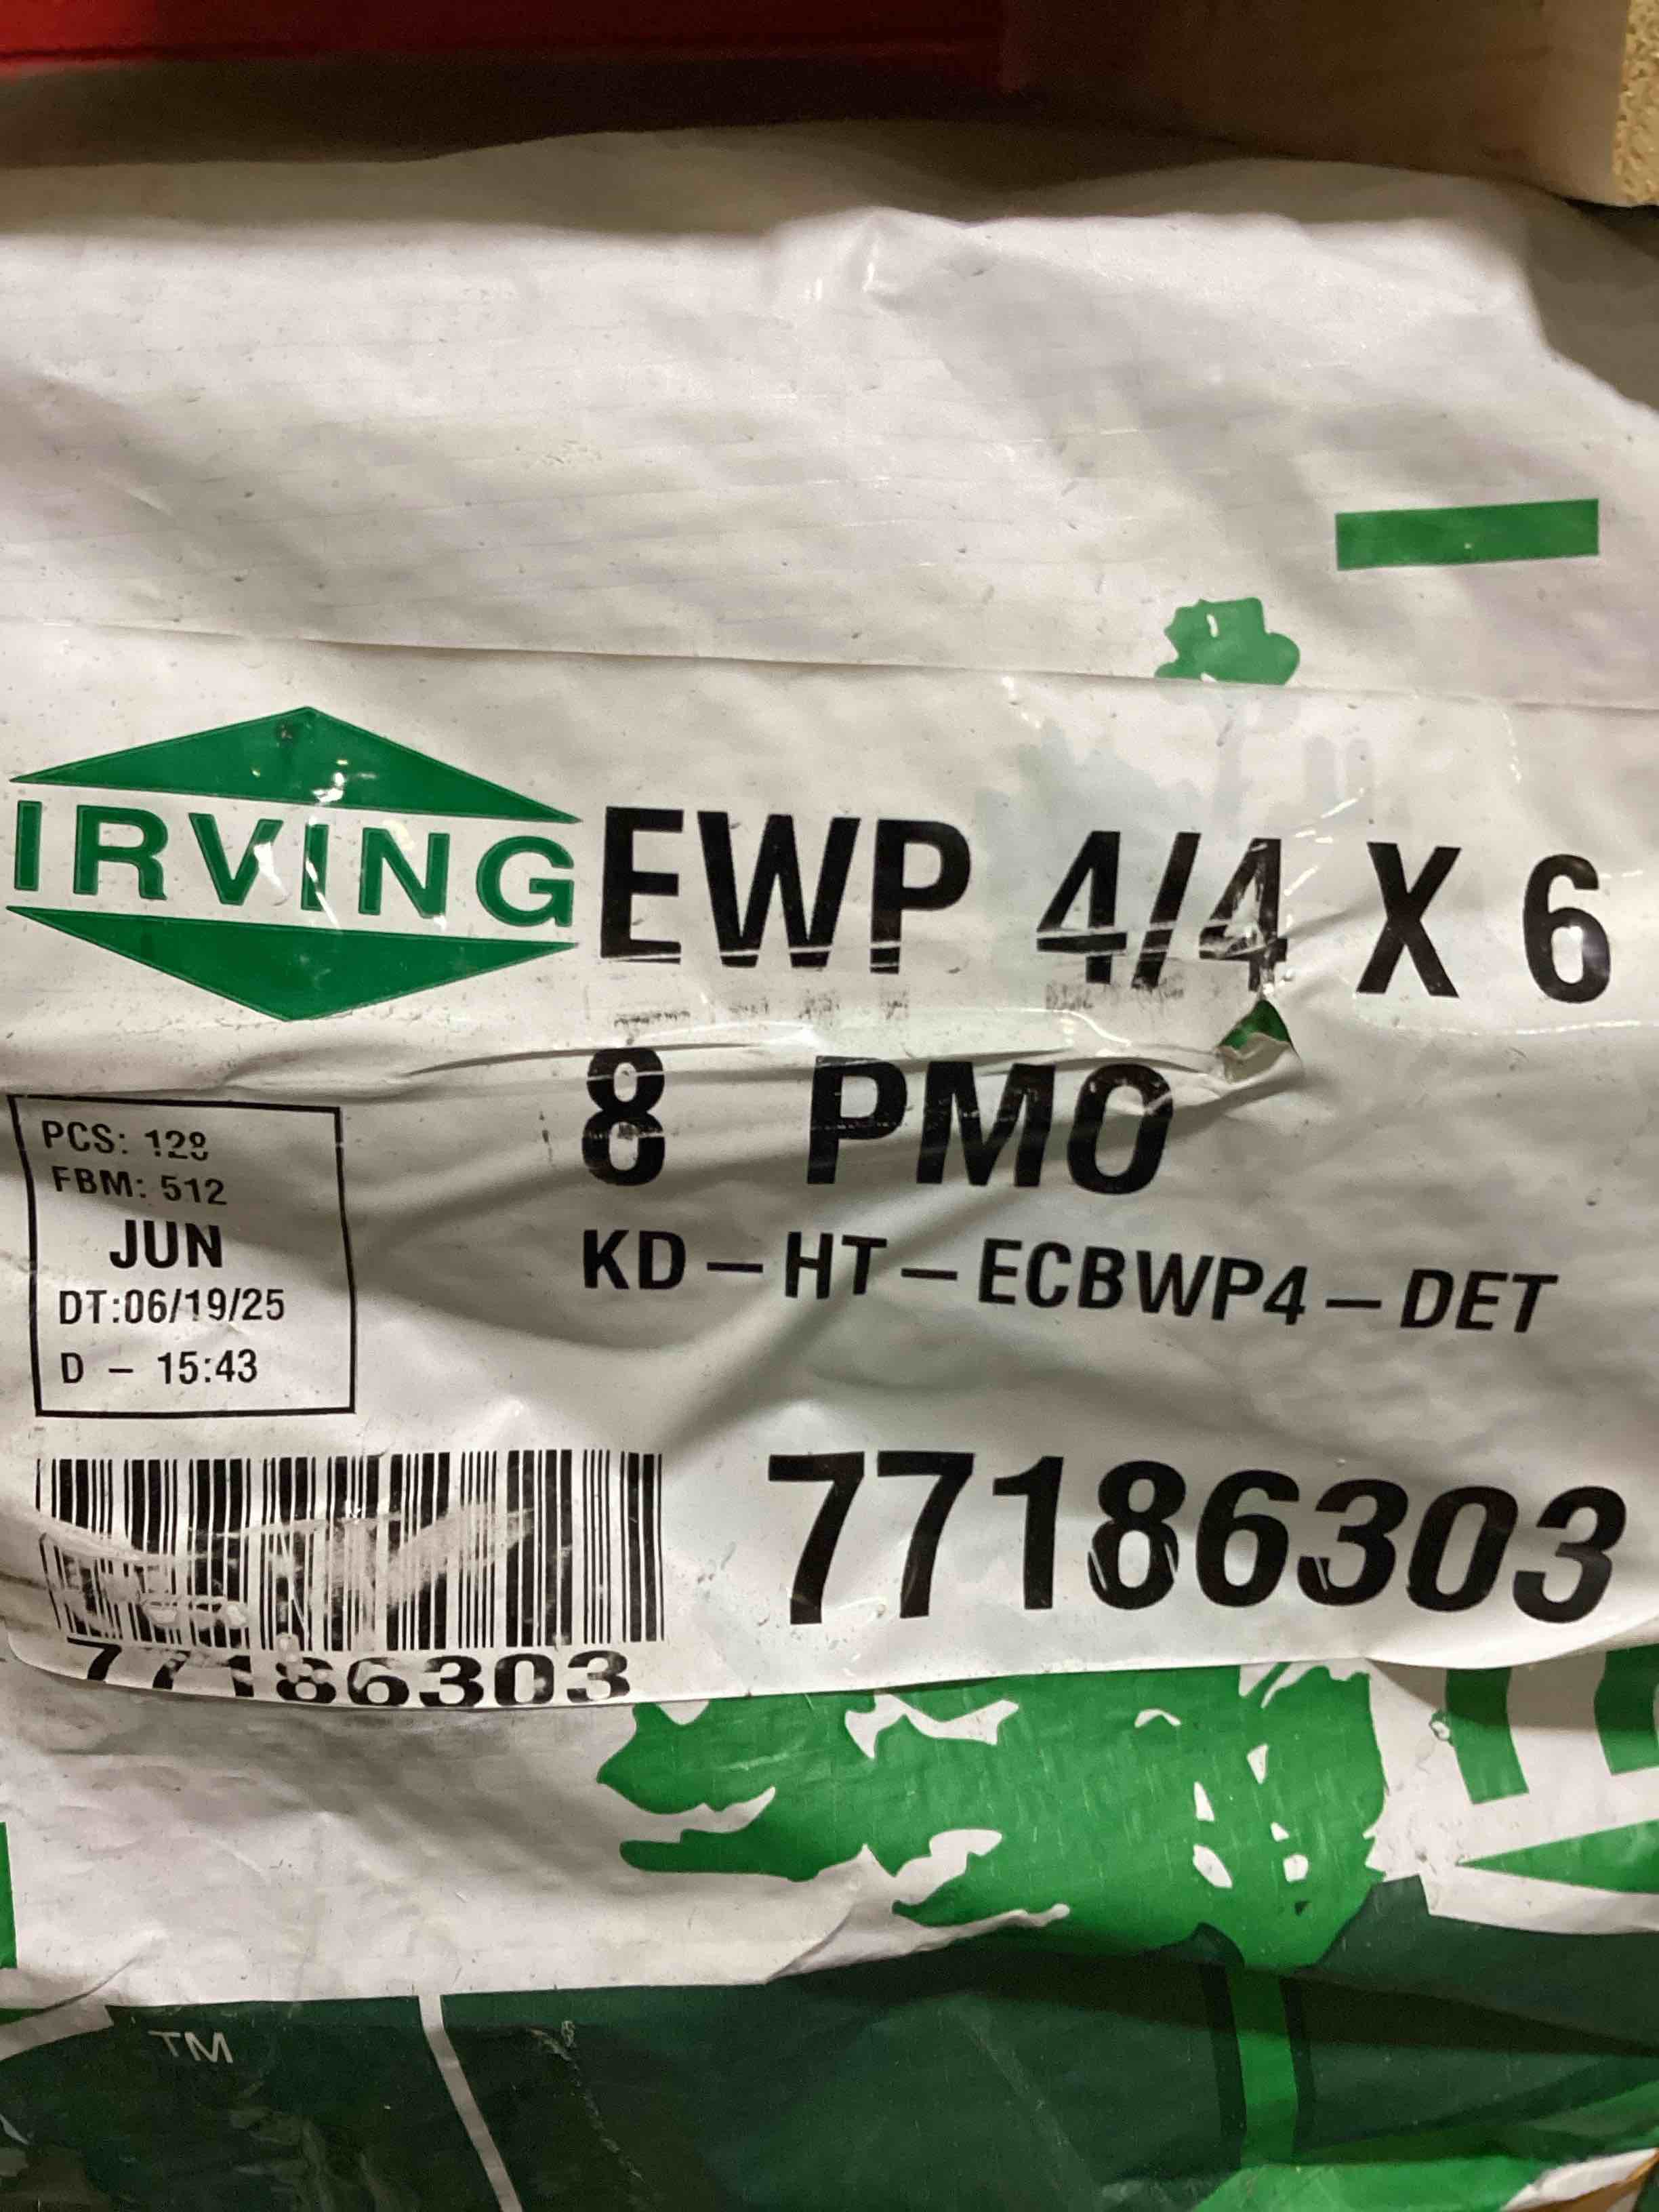 IRVING
EWP 4/4 X 6
8 PMO
KD-HT-ECBWP4-DET
PCS: 128
FBM: 512
JUN
DT:06/19/25
D - 15:43
77186303
77186303
TM